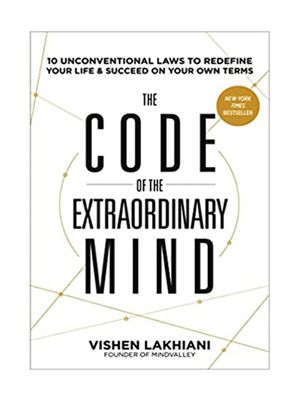 10 UNCONVENTIONAL LAWS TO REDEFINE
YOUR LIFE & SUCCEED ON YOUR OWN TERMS
THE
NEW YORK
TIMES
BESTSELLER
CODE
OF THE
EXTRAORDINARY
MIND
VISHEN LAKHIANI
FOUNDER OF MINDVALLEY